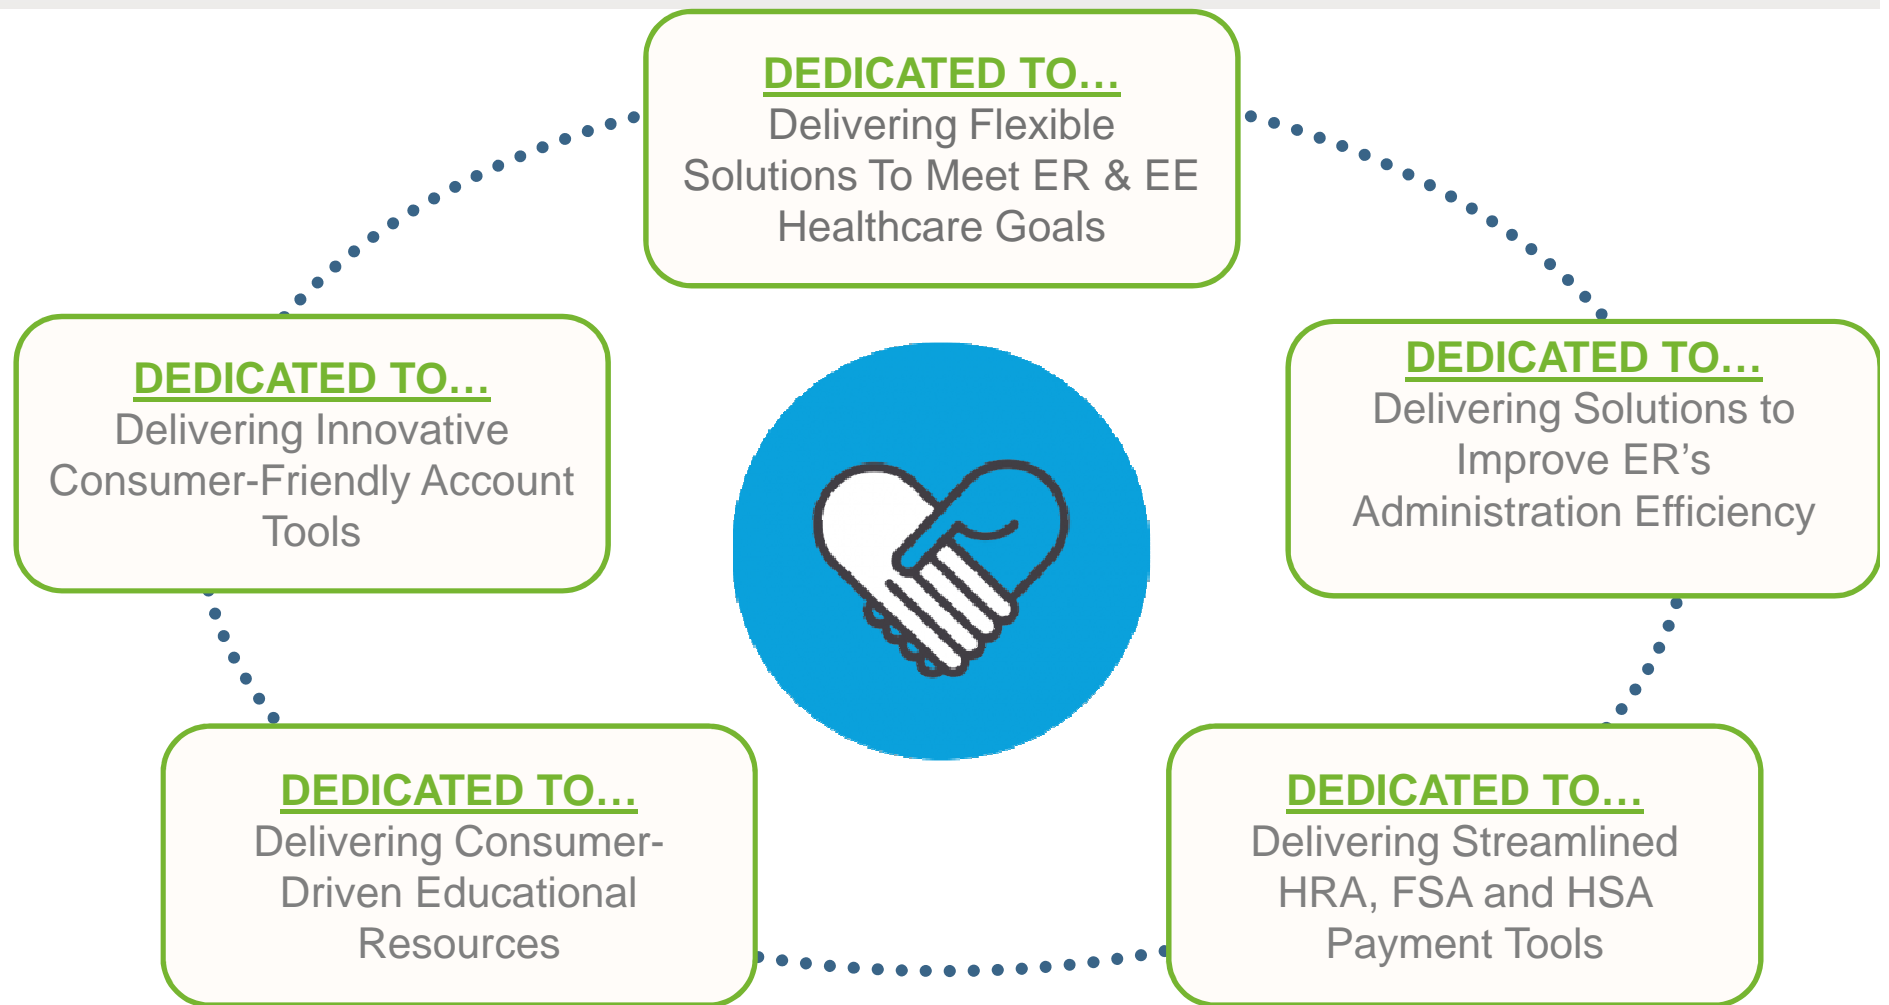 DEDICATED TO…
Delivering Flexible
Solutions To Meet ER & EE
Healthcare Goals
DEDICATED TO…
Delivering Innovative
Consumer-Friendly Account
Tools
DEDICATED TO…
Delivering Solutions to
Improve ER’s
Administration Efficiency
DEDICATED TO…
Delivering Consumer-
Driven Educational
Resources
DEDICATED TO…
Delivering Streamlined
HRA, FSA and HSA
Payment Tools